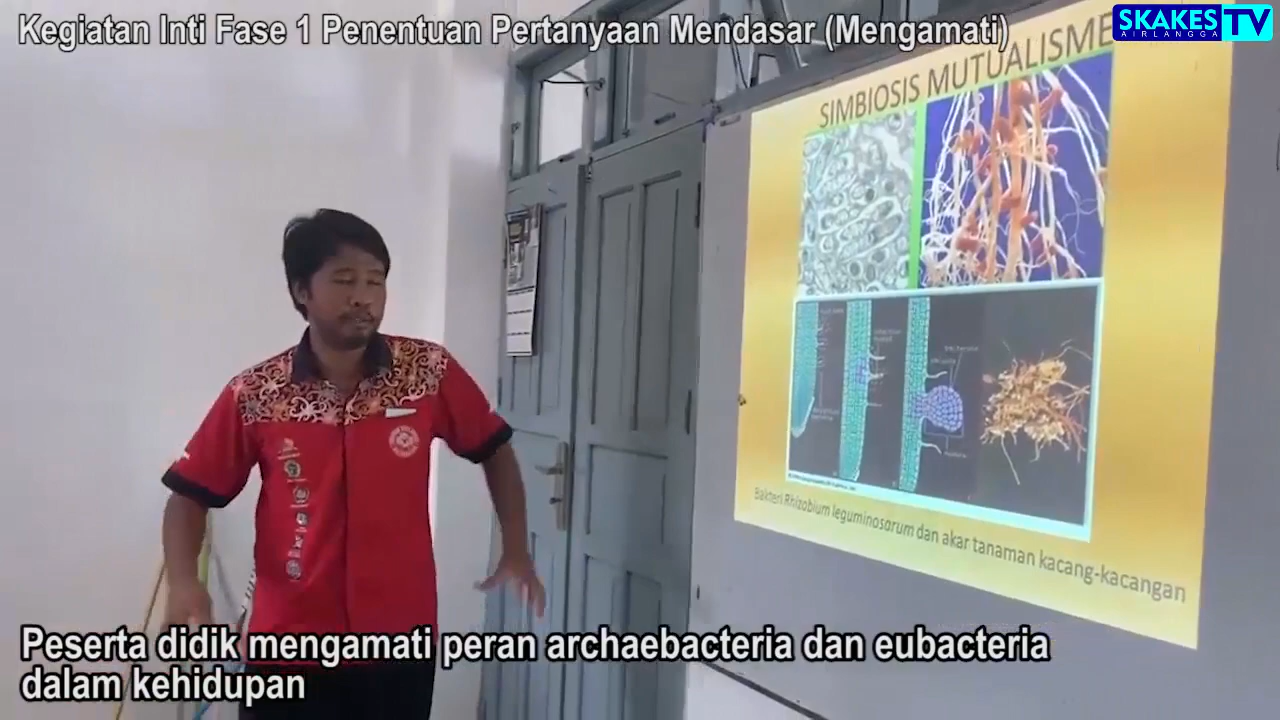 Kegiatan Inti Fase 1 Penentuan Pertanyaan Mendasar (Mengamati)
SKAKES TV
AIRLANGGA
SIMBIOSIS MUTUALISME
Bakteri Rhizobium leguminosarum dan akar tanaman kacang-kacangan
Peserta didik mengamati peran archaebacteria dan eubacteria
dalam kehidupan